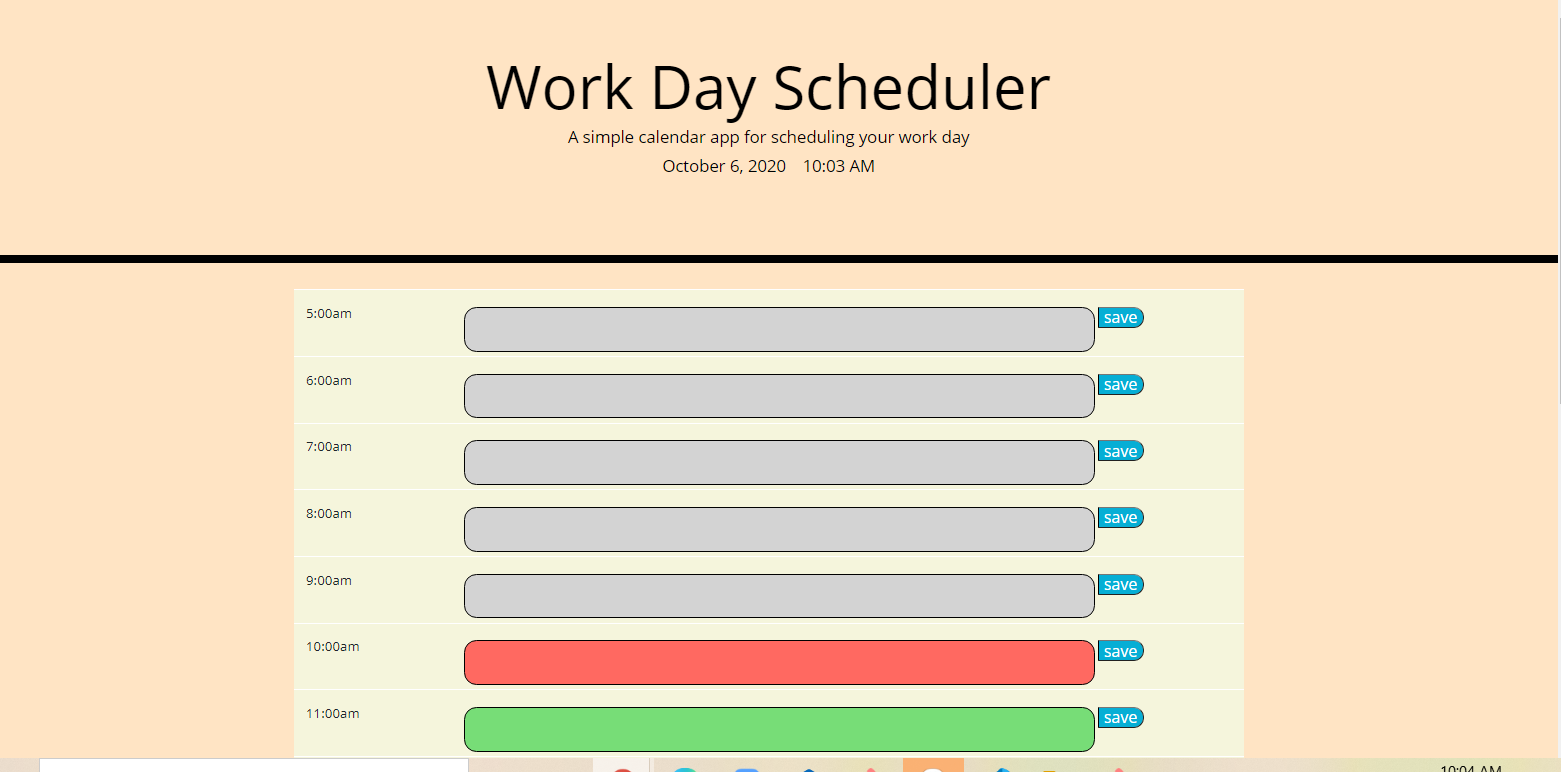 Work Day Scheduler
A simple calendar app for scheduling your work day
October 6, 2020 10:03 AM
5:00am save
6:00am save
7:00am save
8:00am save
9:00am save
10:00am save
11:00am save
10:04 AM